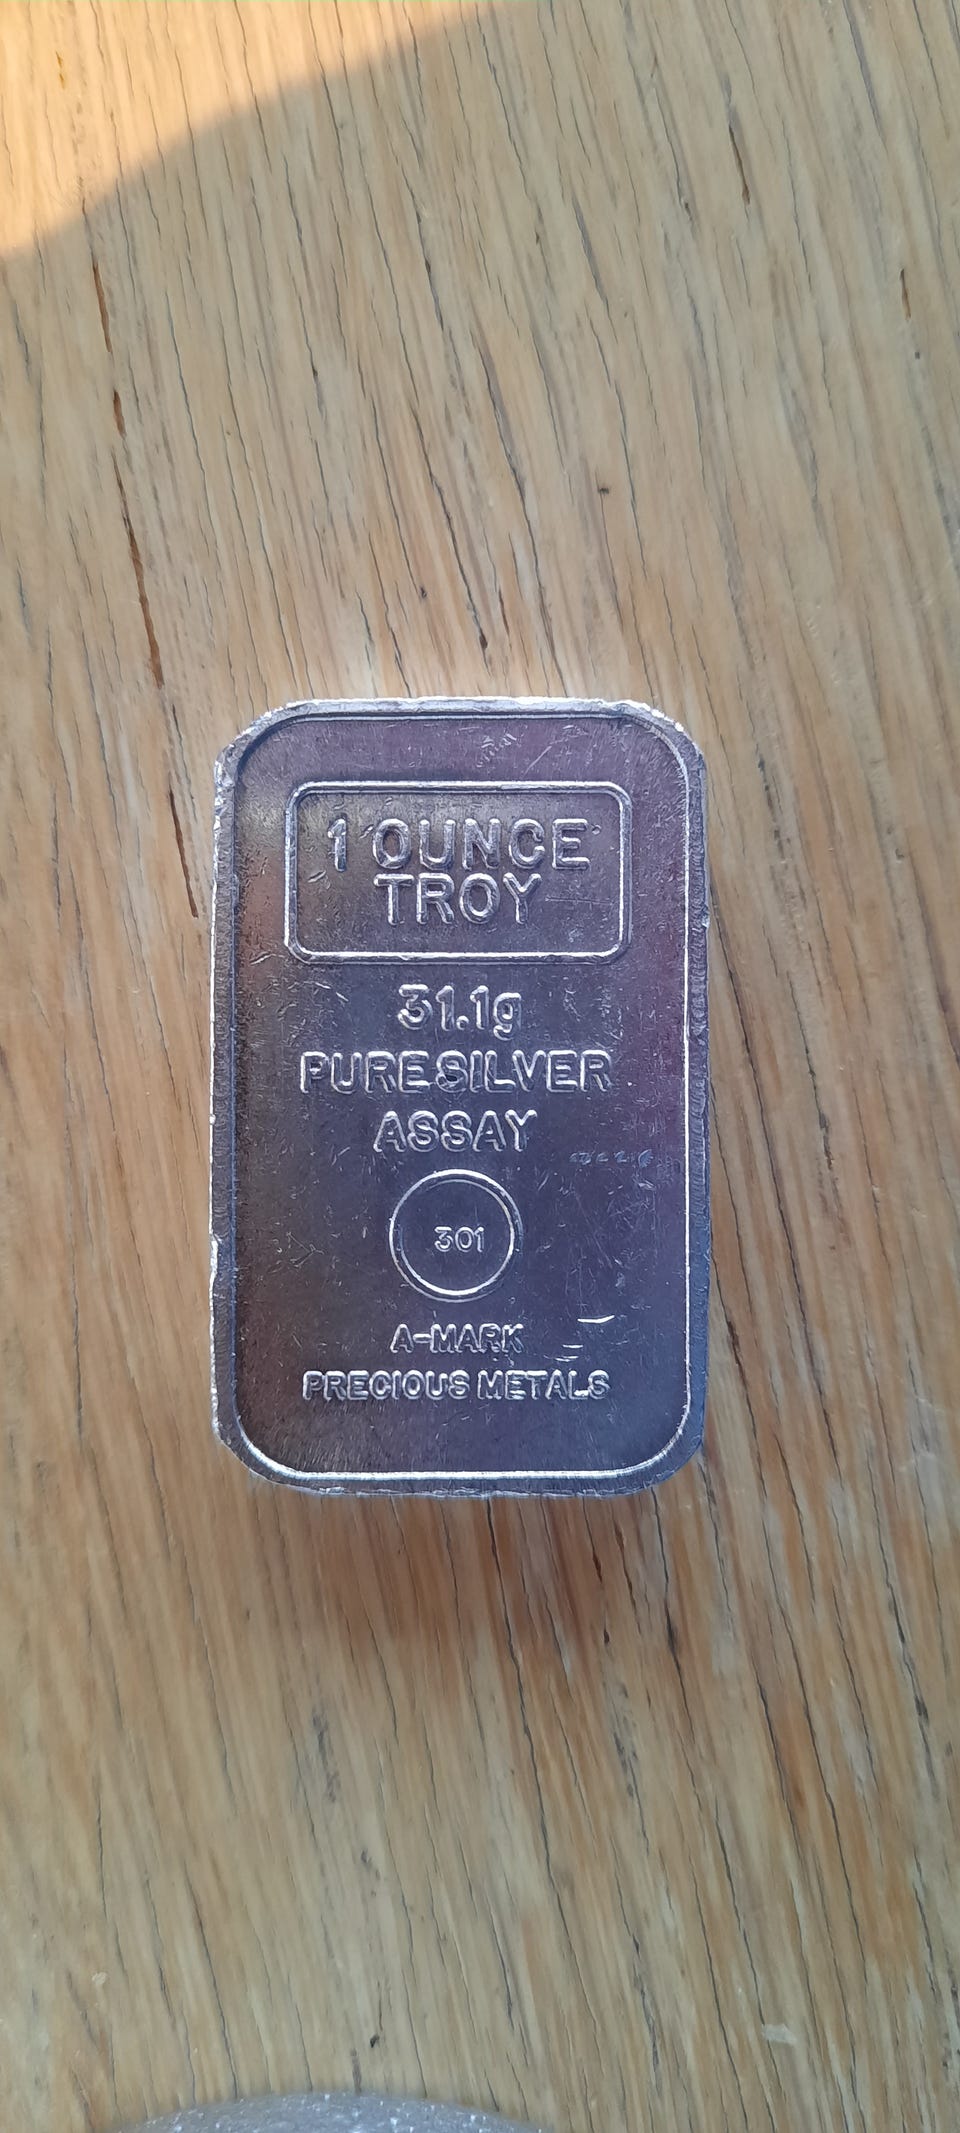 1 OUNCE
TROY
31.1g
PURE SILVER
ASSAY
301
A-MARK
PRECIOUS METALS